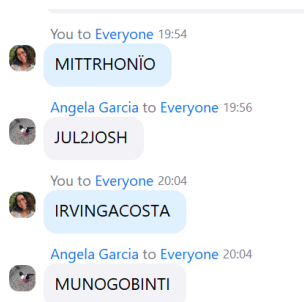 You to Everyone 19:54
MITTRHONÏO
Angela Garcia to Everyone 19:56
JUL2JOSH
You to Everyone 20:04
IRVINGACOSTA
Angela Garcia to Everyone 20:04
MUNOGOBINTI